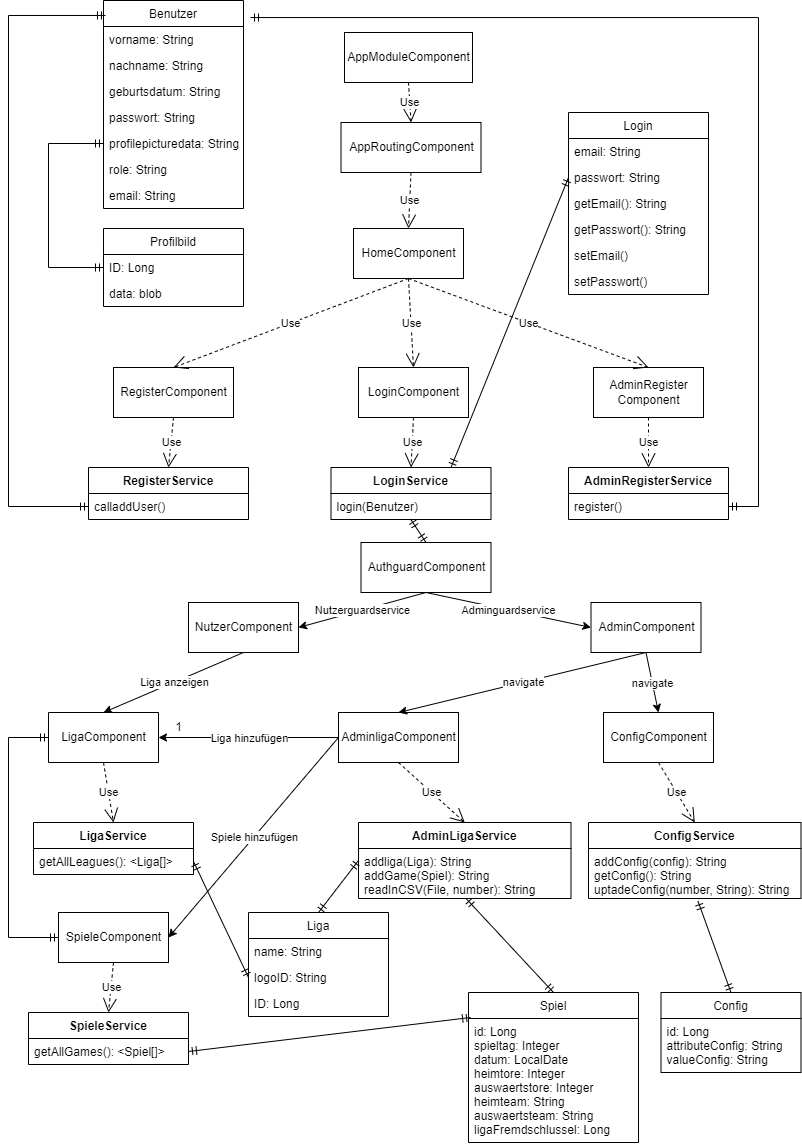 Benutzer
vorname: String
nachname: String
geburtsdatum: String
passwort: String
profilepicturedata: String
role: String
email: String
Profilbild
ID: Long
data: blob
AppModuleComponent
Use
AppRoutingComponent
Use
HomeComponent
Login
email: String
passwort: String
getEmail(): String
getPasswort(): String
setEmail()
setPasswort()
Use
Use
Use
RegisterComponent
LoginComponent
AdminRegister
Component
Use
Use
Use
RegisterService
calladdUser()
LoginService
login(Benutzer)
AdminRegisterService
register()
AuthguardComponent
Nutzerguardservice
Adminguardservice
NutzerComponent
AdminComponent
Liga anzeigen
navigate
navigate
LigaComponent
1
Liga hinzufügen
AdminligaComponent
ConfigComponent
Use
Use
Use
Spiele hinzufügen
LigaService
getAllLeagues(): <Liga[]>
AdminLigaService
addliga(Liga): String
addGame(Spiel): String
readInCSV(File, number): String
ConfigService
addConfig(config): String
getConfig(): String
uptadeConfig(number, String): String
SpieleComponent
Use
Liga
name: String
logoID: String
ID: Long
SpieleService
getAllGames(): <Spiel[]>
Spiel
id: Long
spieltag: Integer
datum: LocalDate
heimtore: Integer
auswaertstore: Integer
heimteam: String
auswaertsteam: String
ligaFremdschlussel: Long
Config
id: Long
attributeConfig: String
valueConfig: String